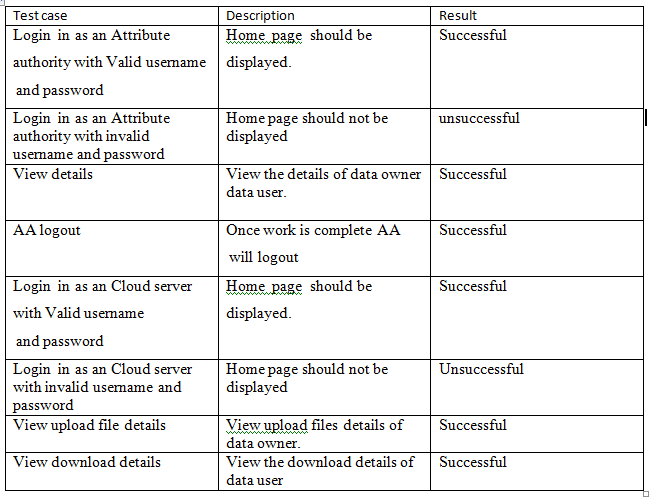 Test case Description Result
Login in as an Attribute Home page should be Successful
authority with Valid username displayed.
and password
Login in as an Attribute Home page should not be unsuccessful
authority with invalid displayed
username and password
View details View the details of data owner Successful
data user.
AA logout Once work is complete AA Successful
will logout
Login in as an Cloud server Home page should be Successful
with Valid username displayed.
and password
Login in as an Cloud server Home page should not be Unsuccessful
with invalid username and displayed
password
View upload file details View upload files details of Successful
data owner.
View download details View the download details of Successful
data user